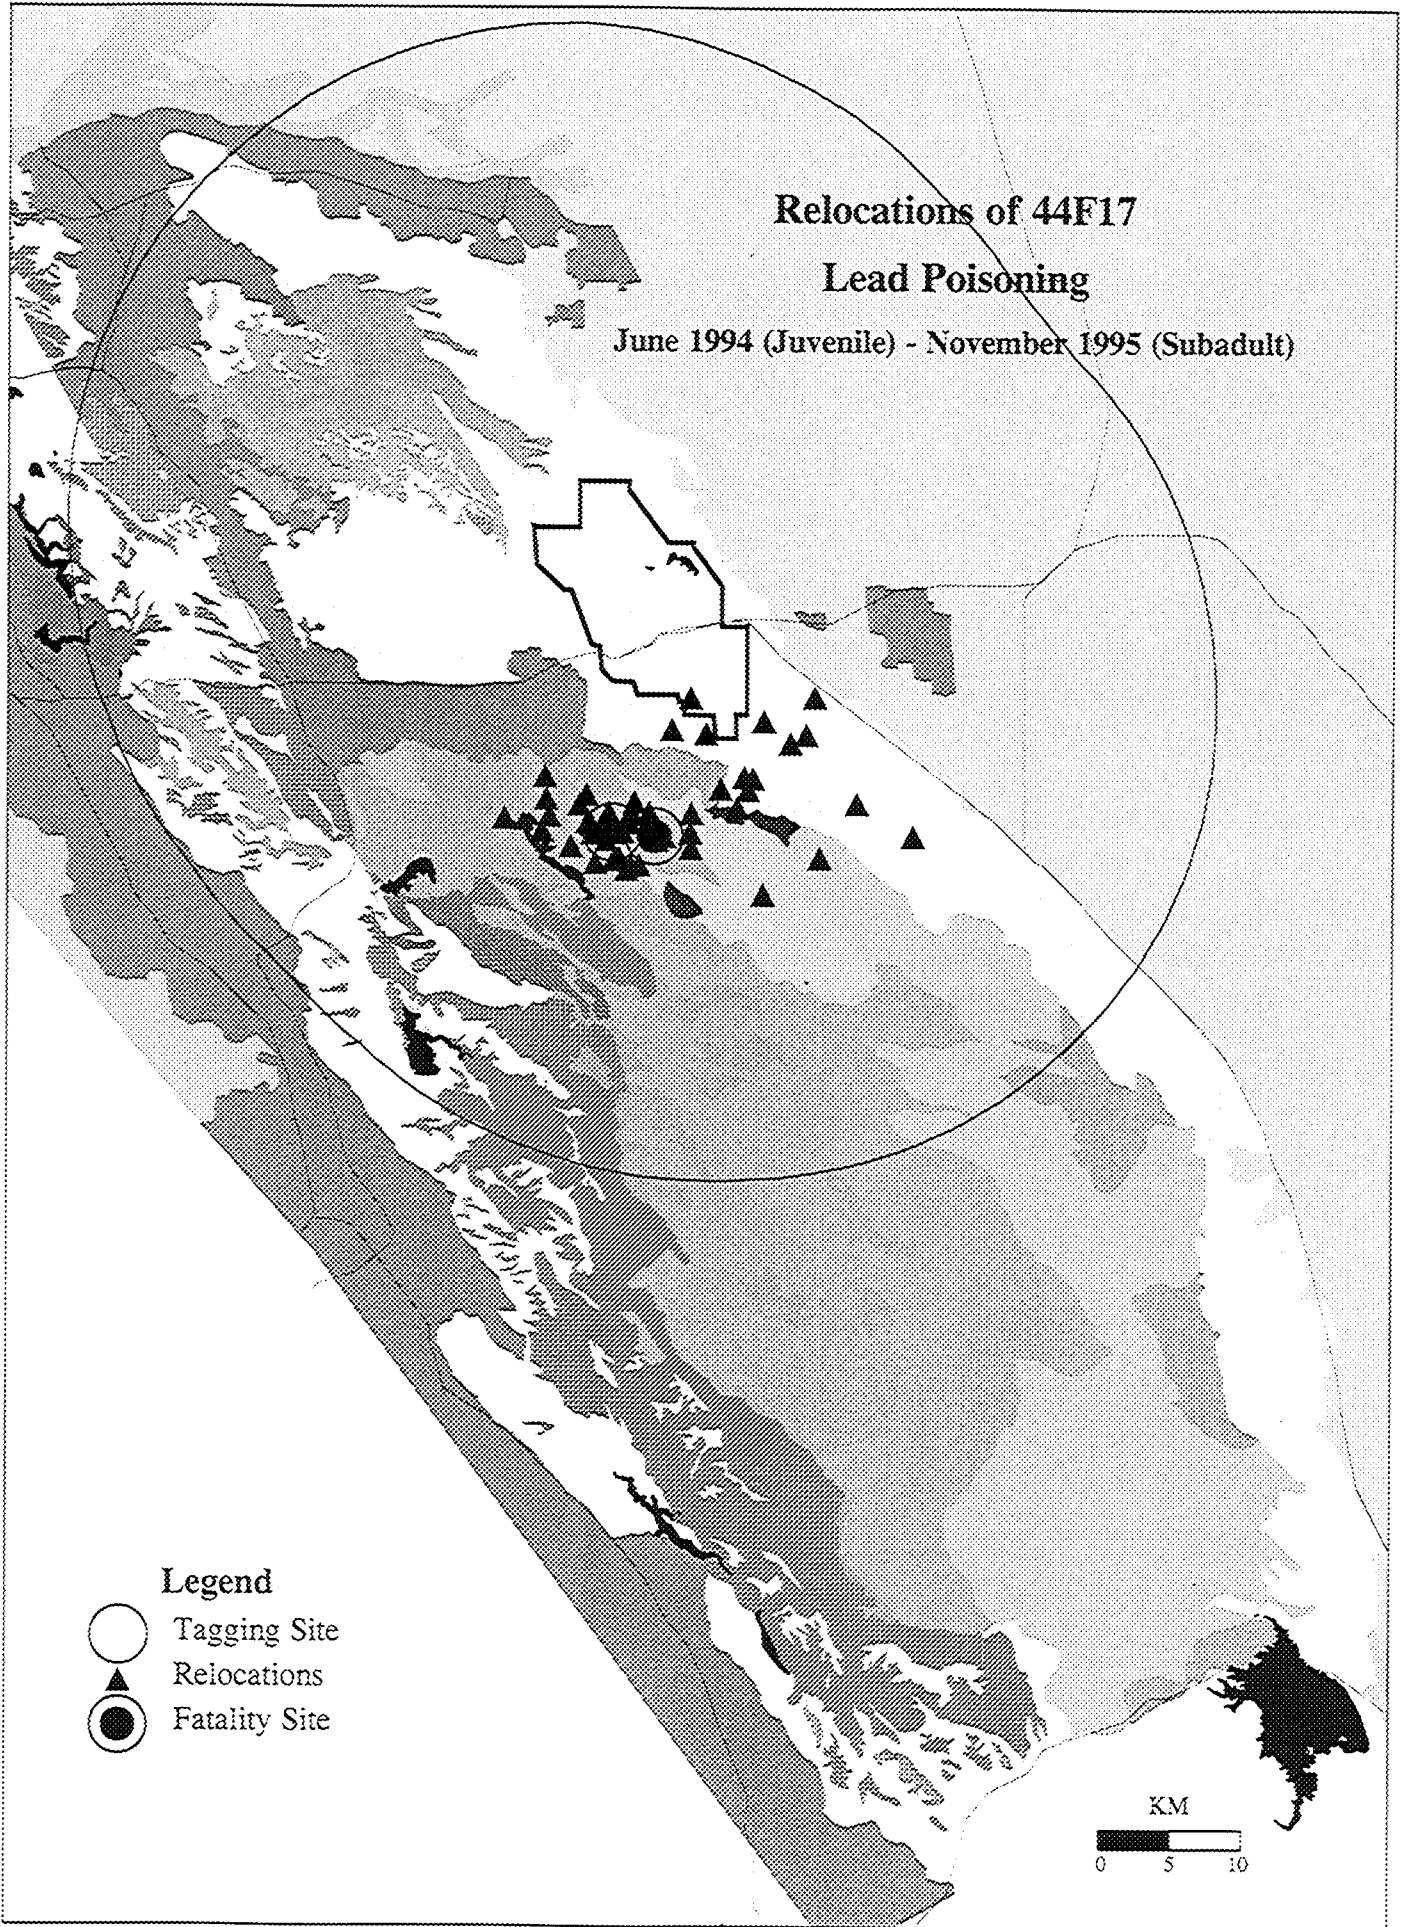 Relocations of 44F17
Lead Poisoning
June 1994 (Juvenile) - November 1995 (Subadult)
Legend
Tagging Site
Relocations
Fatality Site
KM
0 5 10